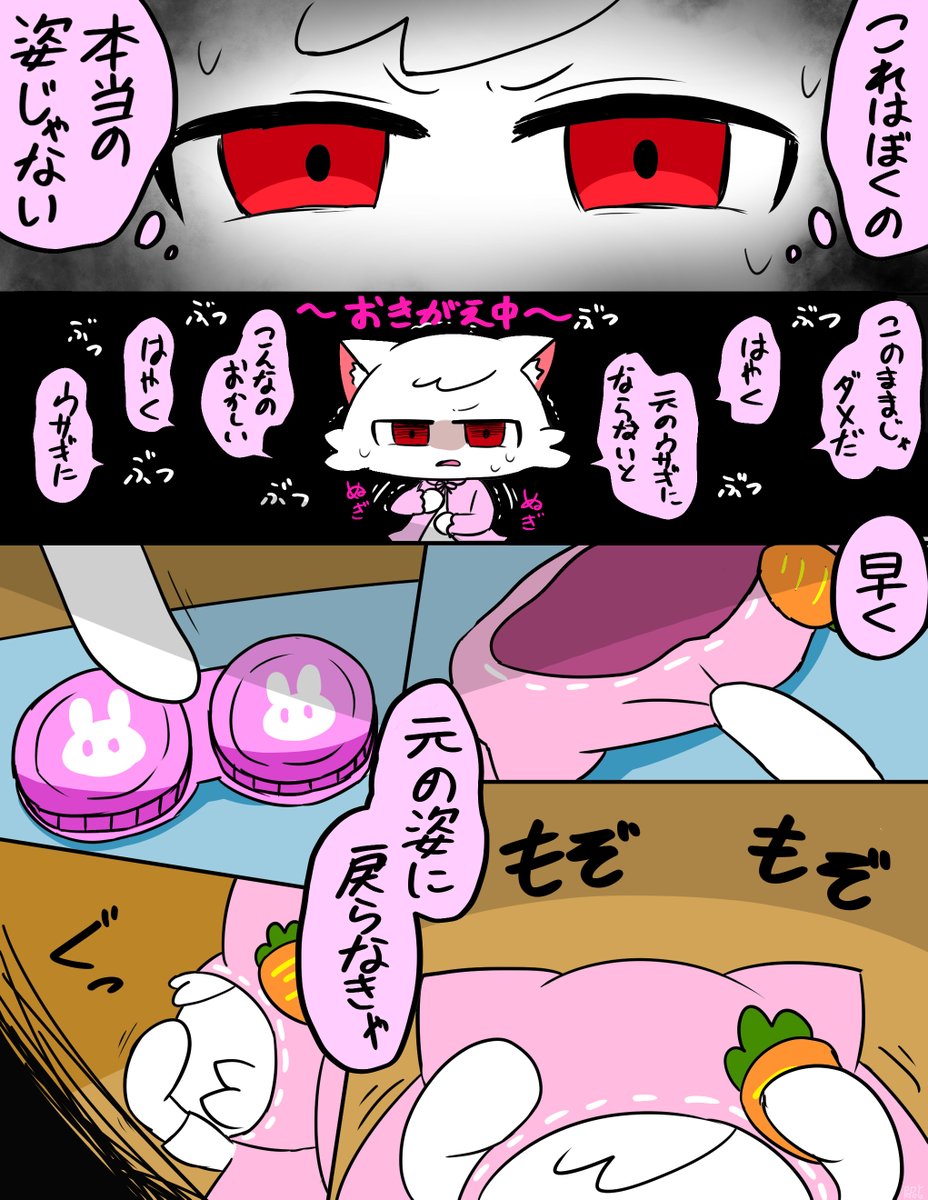 これはぼくの
本当の
姿じゃない
〜おきがえ中〜
このままじゃ
ダメだ
ぶつ
はやく
ぶつ
ぶつ
元のウサぎに
ならないと
こんなの
おかしい
ぶつ
ぶつ
はやく
ぶつ
ぶつ
ウサぎに
ぬぎ
ぬぎ
早く
元の姿に
戻らなきゃ
もぞ
もぞ
ぐっ